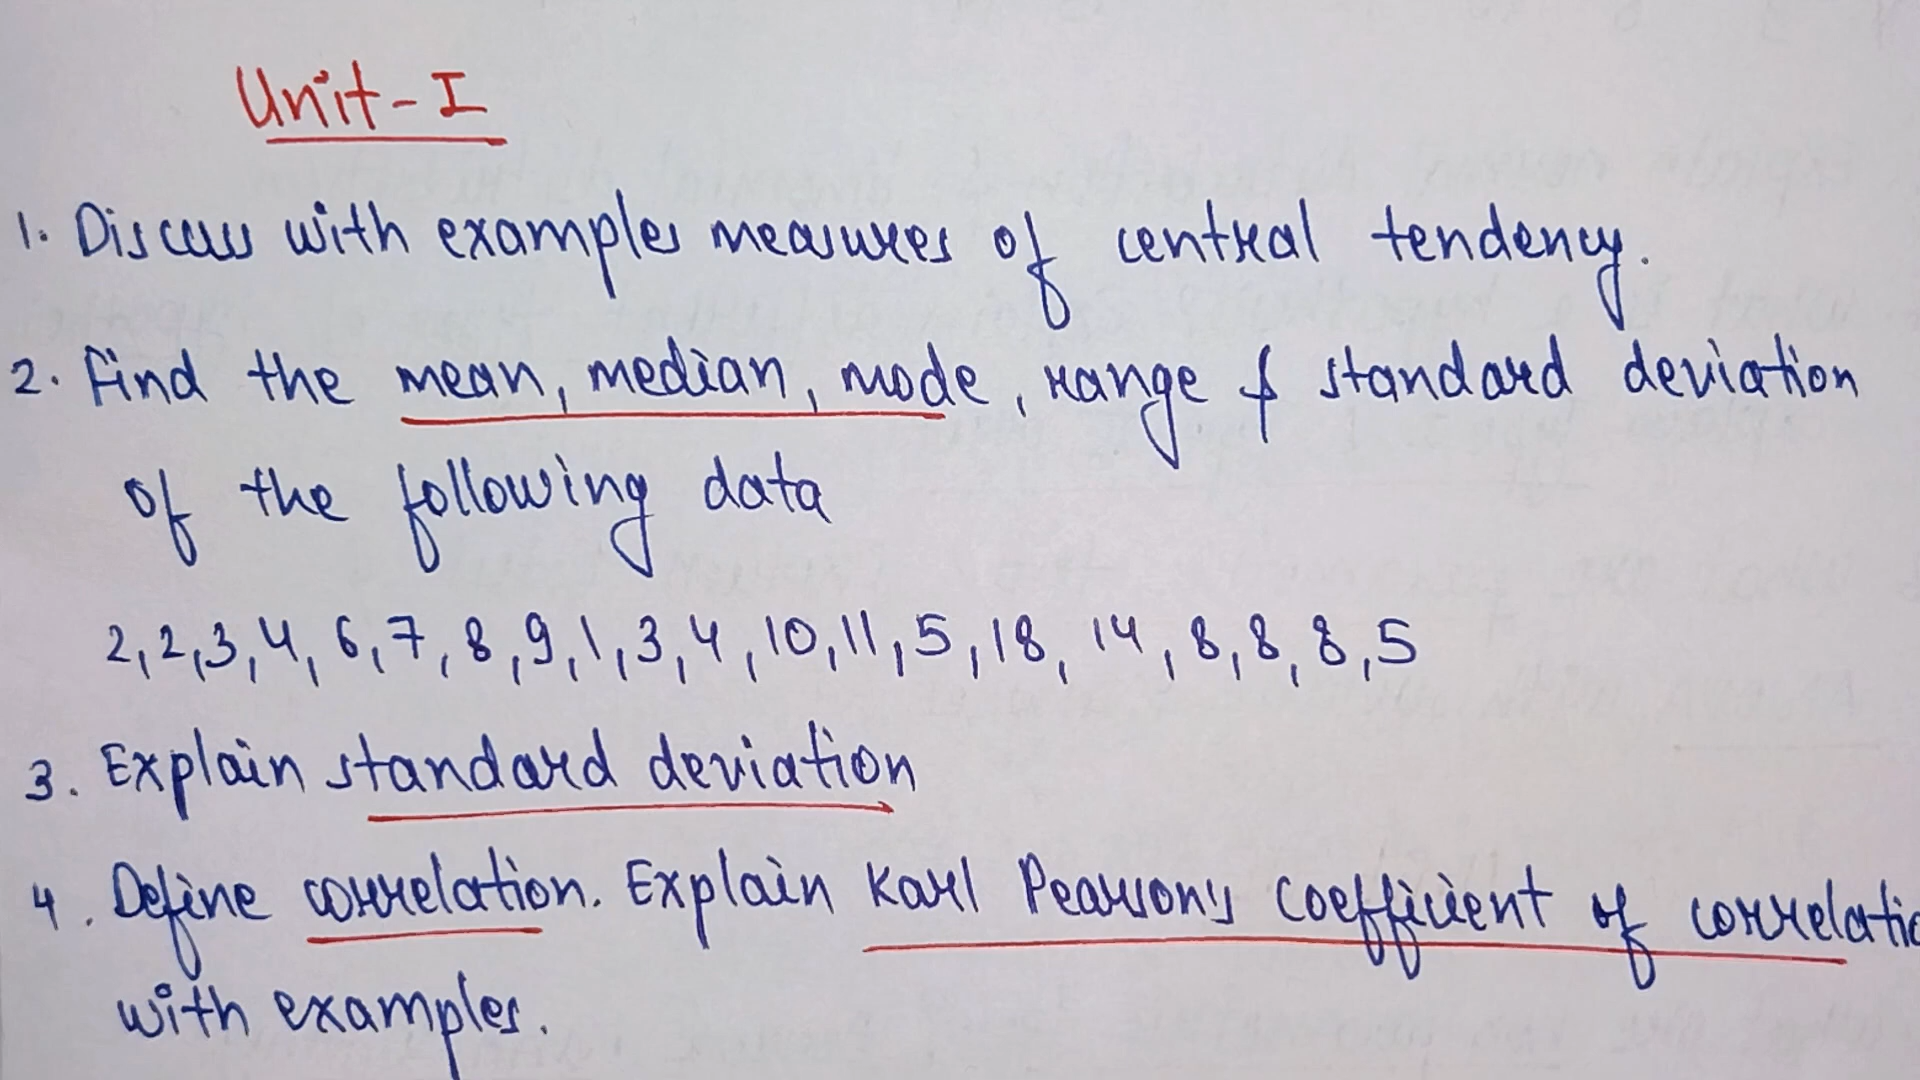 Unit-I
1. Discuss with examples measures of central tendency.
2. Find the mean, median, mode, range & standard deviation
of the following data
2,2,3,4,6,7,8,9,1,3,4,10,11,5,18,14,8,8,8,5
3. Explain standard deviation
4. Define correlation. Explain Karl Pearson's Coefficient of correlatio
with examples.